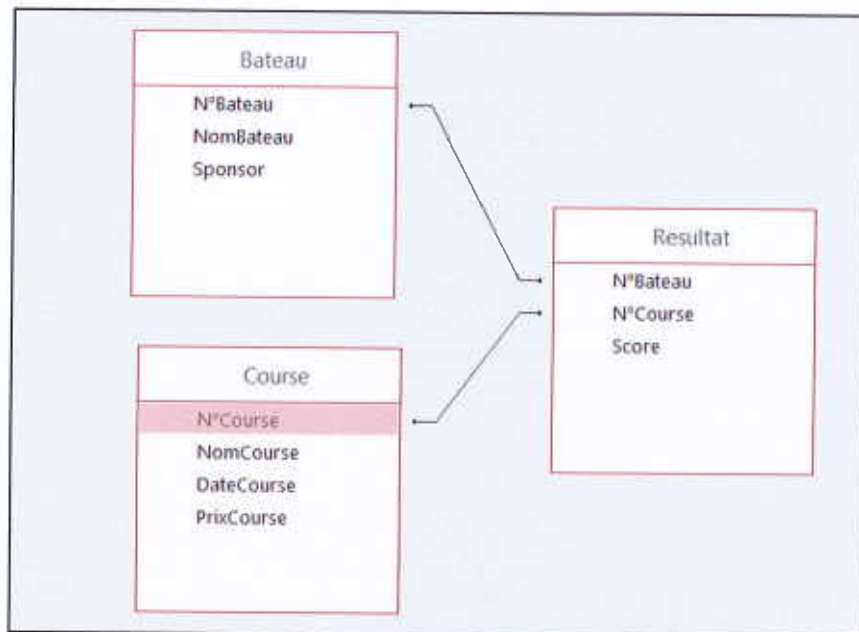 Bateau
N°Bateau
NomBateau
Sponsor
Resultat
N°Bateau
N°Course
Score
Course
N°Course
NomCourse
DateCourse
PrixCourse